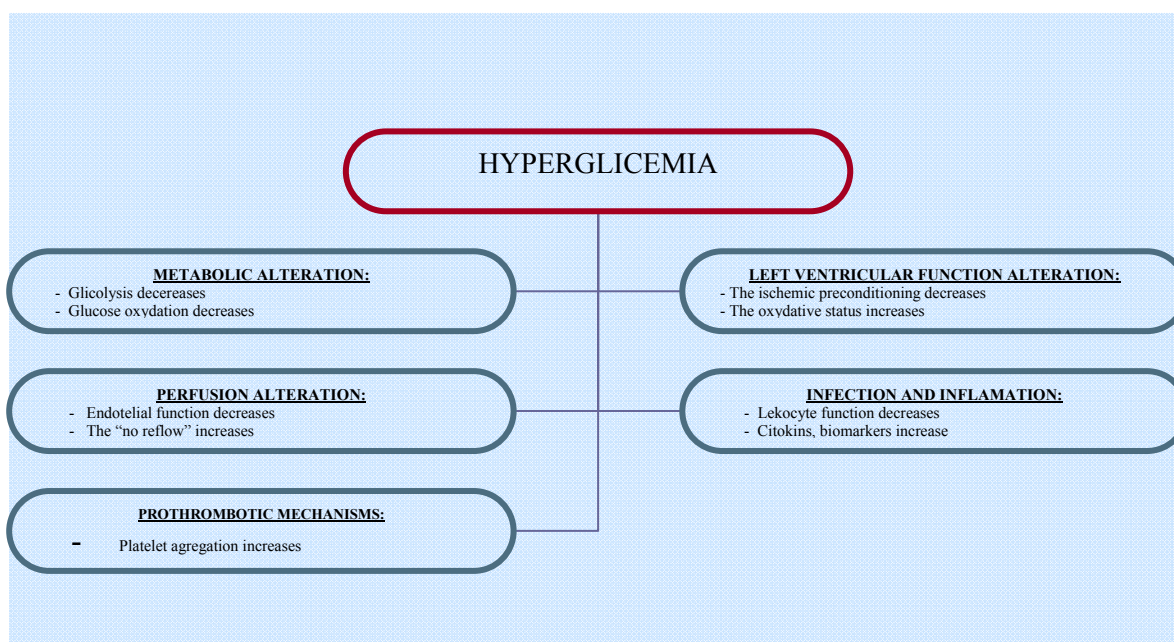 HYPERGLICEMIA
METABOLIC ALTERATION:
- Glicolysis decereases
- Glucose oxydation decreases
LEFT VENTRICULAR FUNCTION ALTERATION:
- The ischemic preconditioning decreases
- The oxydative status increases
PERFUSION ALTERATION:
- Endotelial function decreases
- The “no reflow” increases
INFECTION AND INFLAMATION:
- Lekocyte function decreases
- Citokins, biomarkers increase
PROTHROMBOTIC MECHANISMS:
- Platelet agregation increases